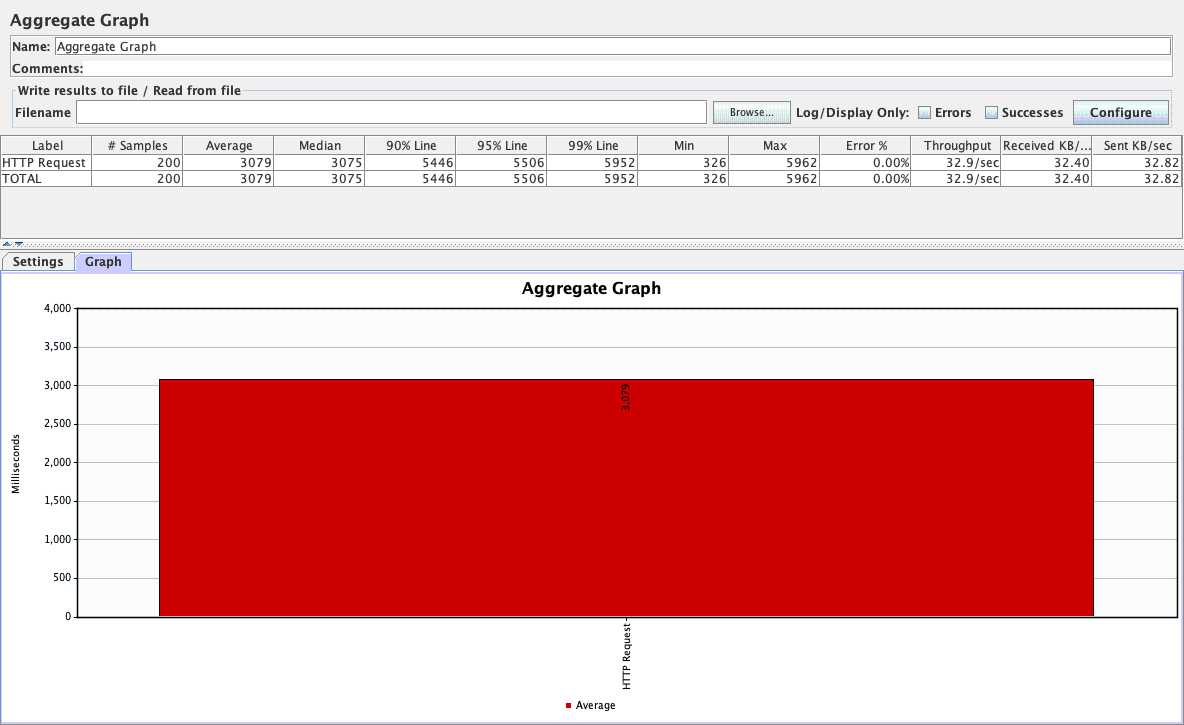 Aggregate Graph
Name: Aggregate Graph
Comments:
Write results to file / Read from file
Filename Browse... Log/Display Only: Errors Successes Configure
Label # Samples Average Median 90% Line 95% Line 99% Line Min Max Error % Throughput Received KB/... Sent KB/sec
HTTP Request 200 3079 3075 5446 5506 5952 326 5962 0.00% 32.9/sec 32.40 32.82
TOTAL 200 3079 3075 5446 5506 5952 326 5962 0.00% 32.9/sec 32.40 32.82
Settings Graph
Aggregate Graph
4,000
3,500
3,000
2,500
2,000
1,500
1,000
500
0
Milliseconds
3,079
HTTP Request
Average